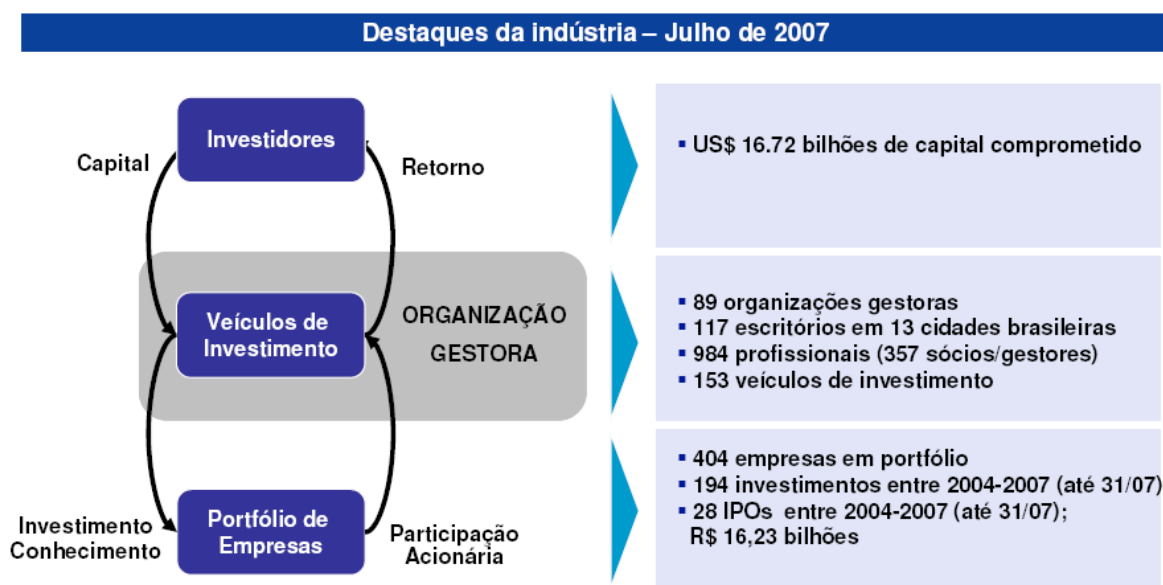 Destaques da indústria – Julho de 2007
Investidores
Capital
Retorno
▪ US$ 16.72 bilhões de capital comprometido
Veículos de
Investimento
ORGANIZAÇÃO
GESTORA
▪ 89 organizações gestoras
▪ 117 escritórios em 13 cidades brasileiras
▪ 984 profissionais (357 sócios/gestores)
▪ 153 veículos de investimento
Investimento
Conhecimento
Portfólio de
Empresas
Participação
Acionária
▪ 404 empresas em portfólio
▪ 194 investimentos entre 2004-2007 (até 31/07)
▪ 28 IPOs entre 2004-2007 (até 31/07);
R$ 16,23 bilhões